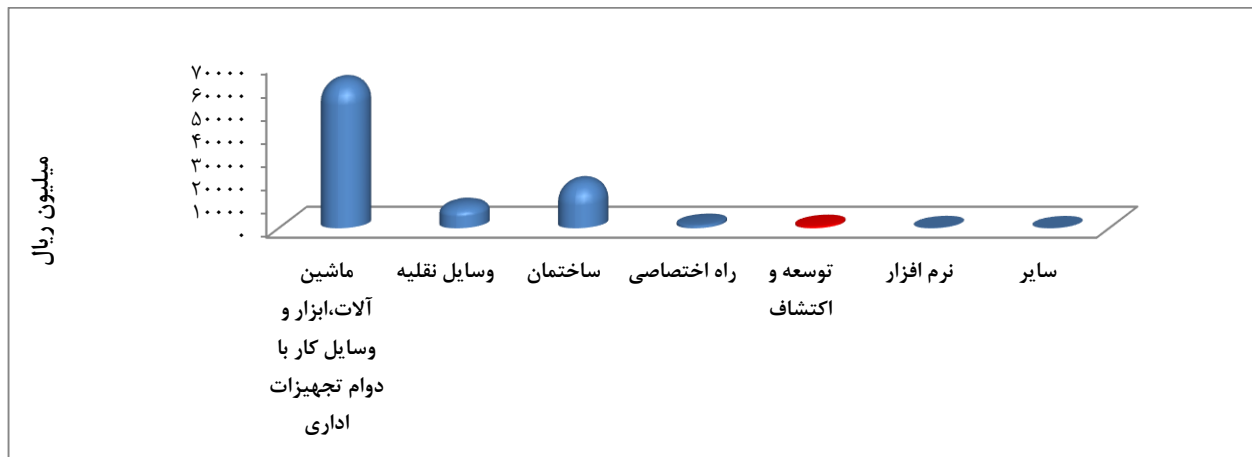 میلیون ریال
۷۰۰۰۰
۶۰۰۰۰
۵۰۰۰۰
۴۰۰۰۰
۳۰۰۰۰
۲۰۰۰۰
۱۰۰۰۰
۰
ماشین
آلات،ابزار و
وسایل کار با
دوام تجهیزات
اداری
وسایل نقلیه
ساختمان
راه اختصاصی
توسعه و
اکتشاف
نرم افزار
سایر